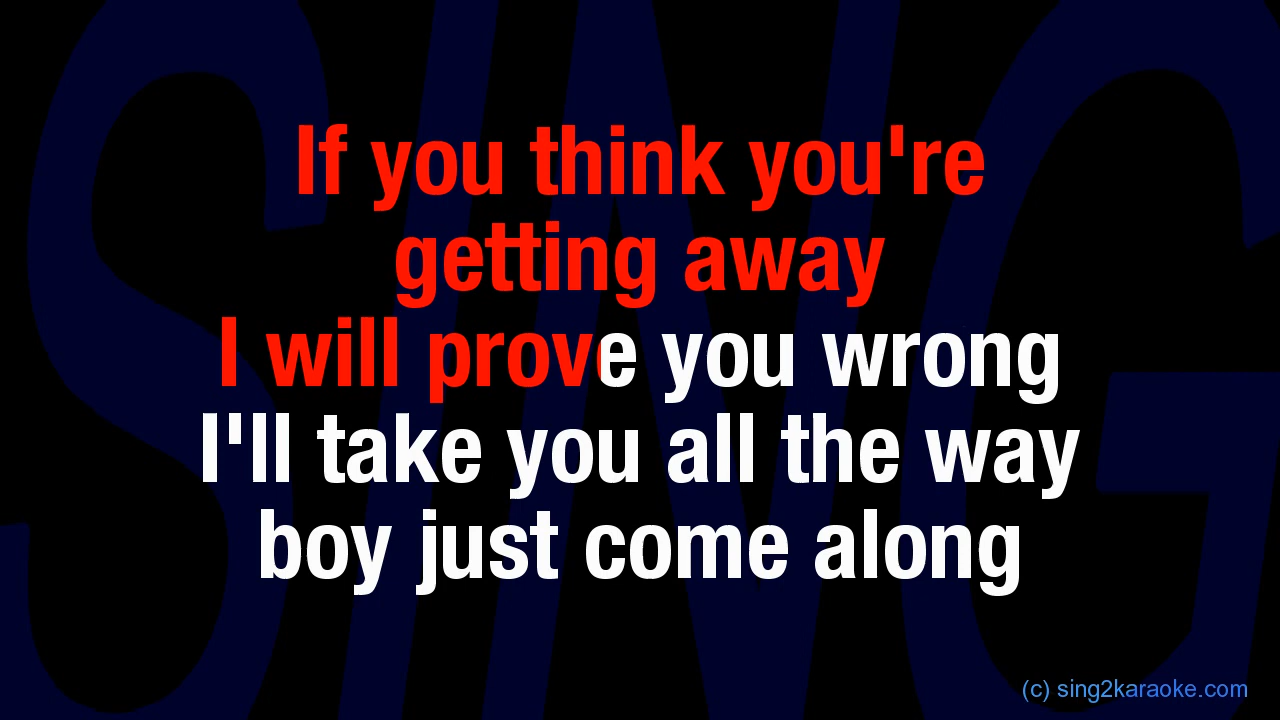 SING
If you think you're
getting away
I will prove you wrong
I'll take you all the way
boy just come along
(c) sing2karaoke.com